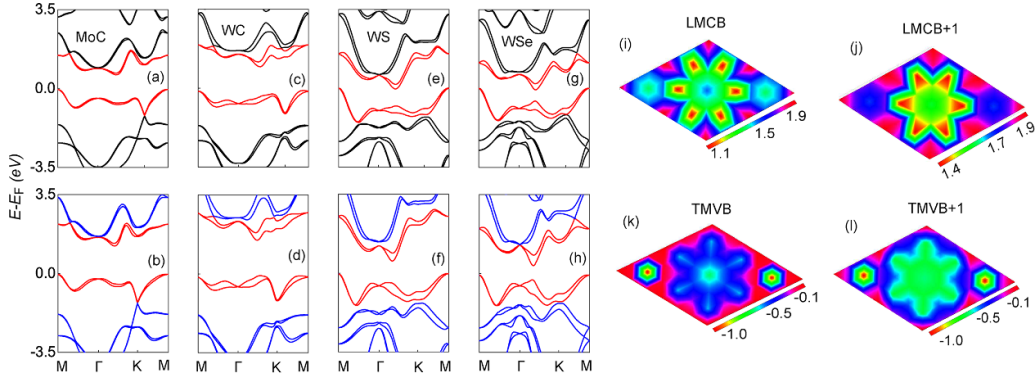 3.5
MoC
WC
WS
WSe
(a)
(c)
(e)
(g)
0.0
-3.5
E-EF (eV)
3.5
(b)
(d)
(f)
(h)
0.0
-3.5
M Γ K M
M Γ K M
M Γ K M
M Γ K M
LMCB
(i)
1.1
1.5
1.9
LMCB+1
(j)
1.4
1.7
1.9
TMVB
(k)
-1.0
-0.5
-0.1
TMVB+1
(l)
-1.0
-0.5
-0.1